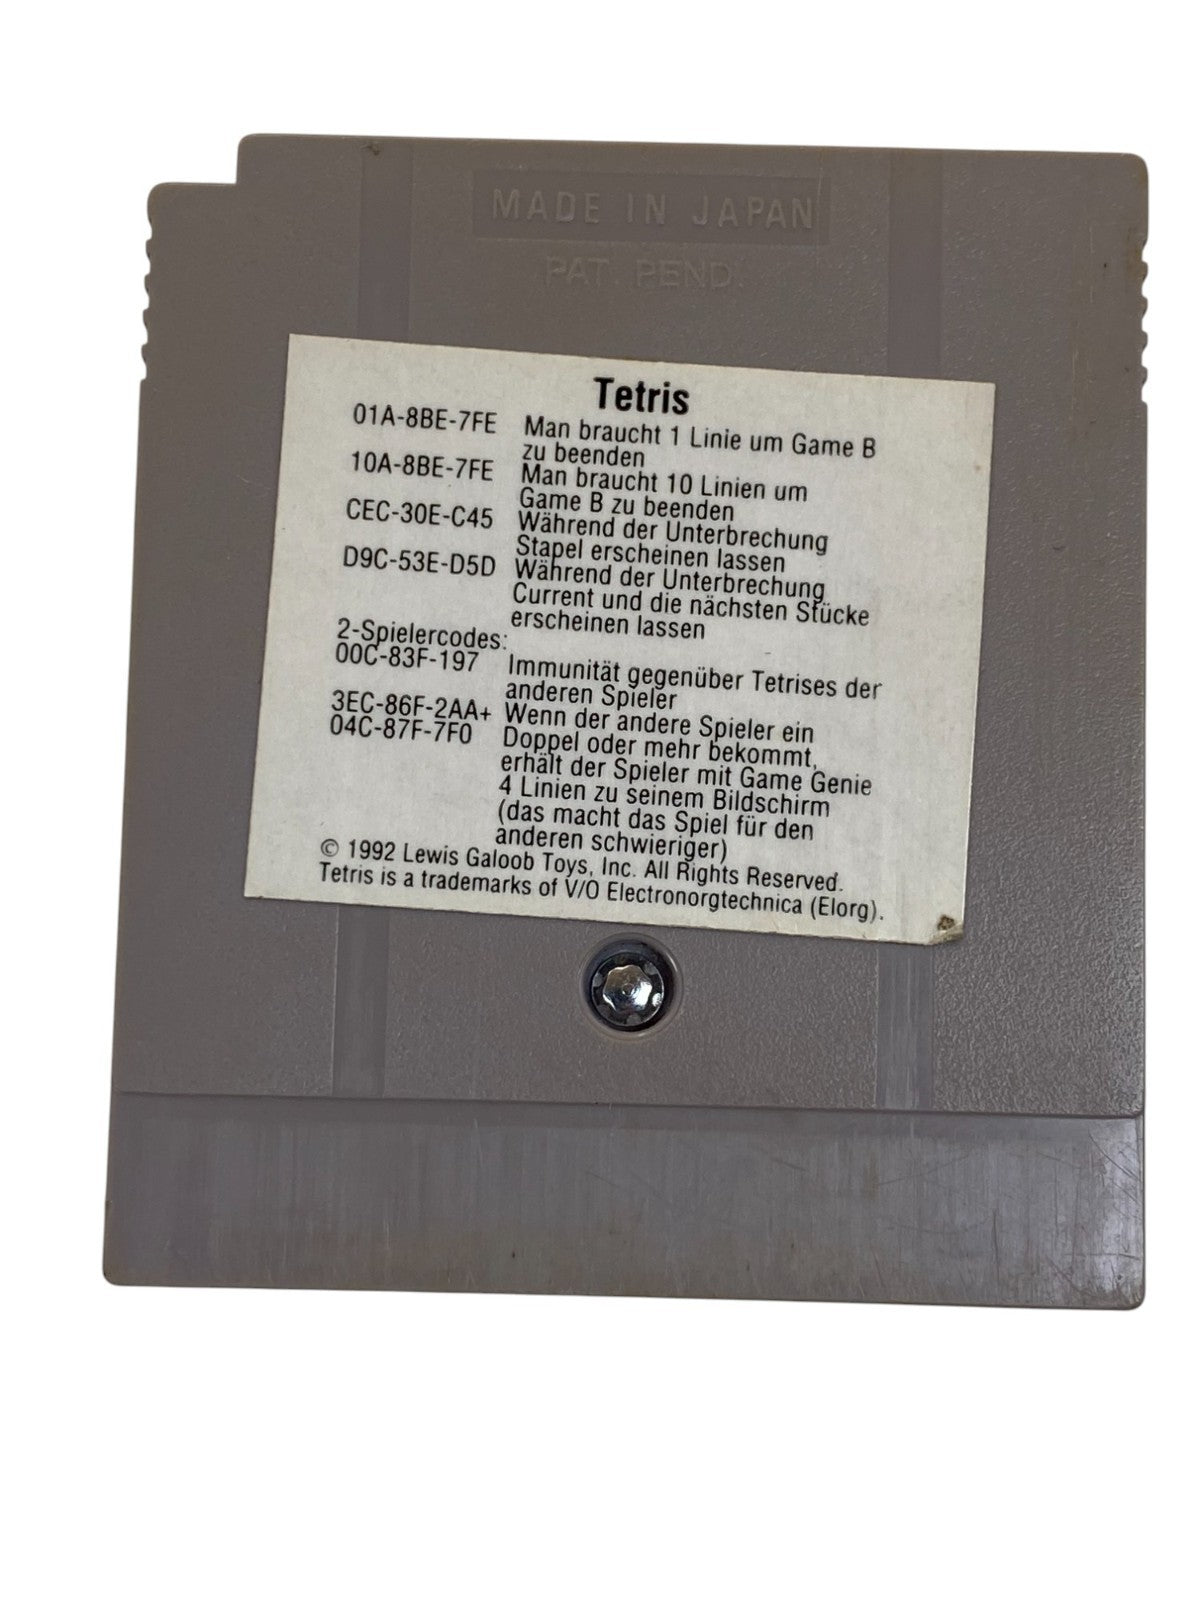 MADE IN JAPAN
PAT. PEND.
Tetris
01A-8BE-7FE Man braucht 1 Linie um Game B
zu beenden
10A-8BE-7FE Man braucht 10 Linien um
Game B zu beenden
CEC-30E-C45 Während der Unterbrechung
Stapel erscheinen lassen
D9C-53E-D5D Während der Unterbrechung
Current und die nächsten Stücke
erscheinen lassen
2-Spielercodes:
00C-83F-197 Immunität gegenüber Tetrises der
anderen Spieler
3EC-86F-2AA+ Wenn der andere Spieler ein
04C-87F-7F0 Doppel oder mehr bekommt,
erhält der Spieler mit Game Genie
4 Linien zu seinem Bildschirm
(das macht das Spiel für den
anderen schwieriger)
© 1992 Lewis Galoob Toys, Inc. All Rights Reserved.
Tetris is a trademarks of V/O Electronorgtechnica (Elorg).